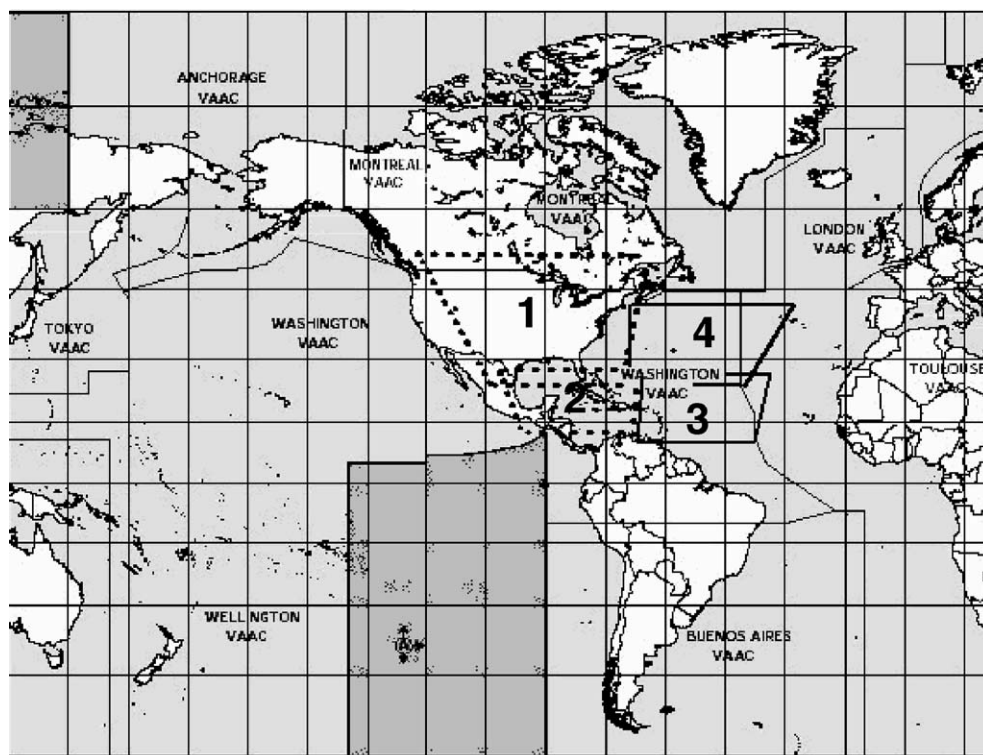 ANCHORAGE
VAAC
MONTREAL
VAAC
MONTREAL
VAAC
LONDON
VAAC
TOKYO
VAAC
WASHINGTON
VAAC
1
4
WASHINGTON
VAAC
TOULOUSE
VAAC
2
3
WELLINGTON
VAAC
BUENOS AIRES
VAAC